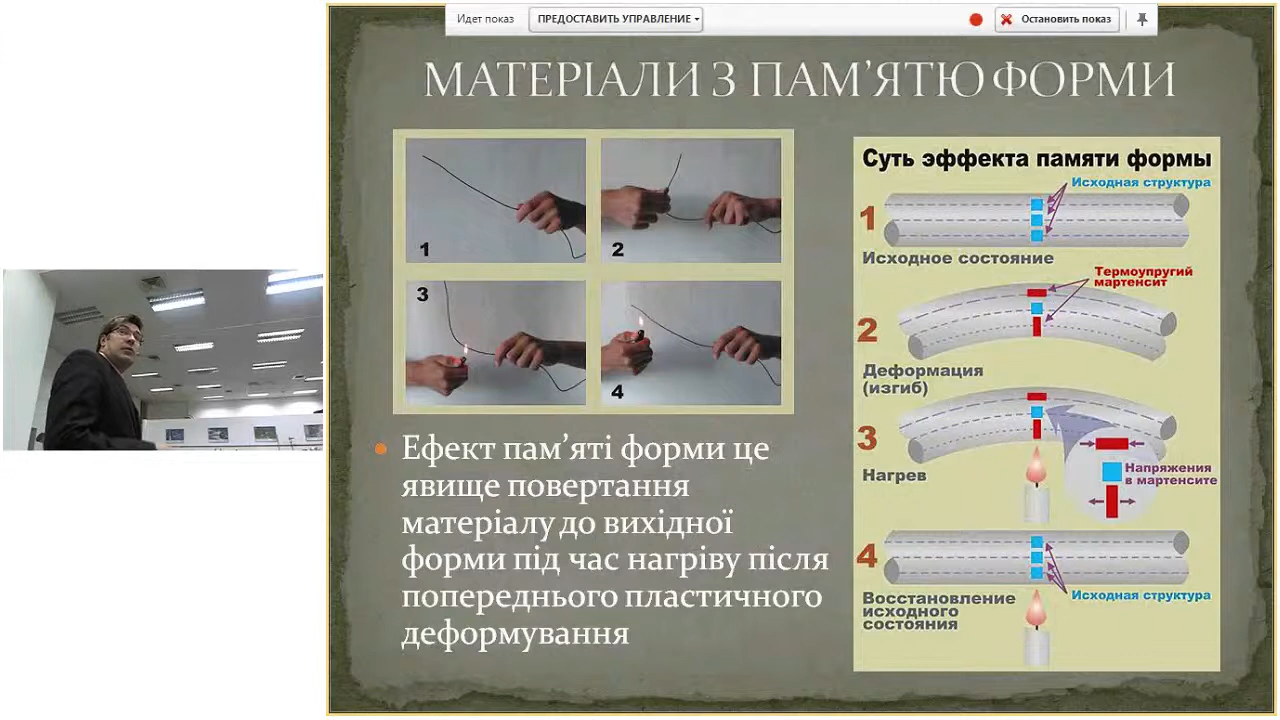 Идет показ
ПРЕДОСТАВИТЬ УПРАВЛЕНИЕ
Остановить показ
МАТЕРІАЛИ З ПАМ’ЯТЮ ФОРМИ
1
2
3
4
Ефект пам’яті форми це
явище повертання
матеріалу до вихідної
форми під час нагріву після
попереднього пластичного
деформування
Суть эффекта памяти формы
Исходная структура
1
Исходное состояние
Термоупругий
мартенсит
2
Деформация
(изгиб)
3
Нагрев
Напряжения
в мартенсите
4
Исходная структура
Восстановление
исходного
состояния